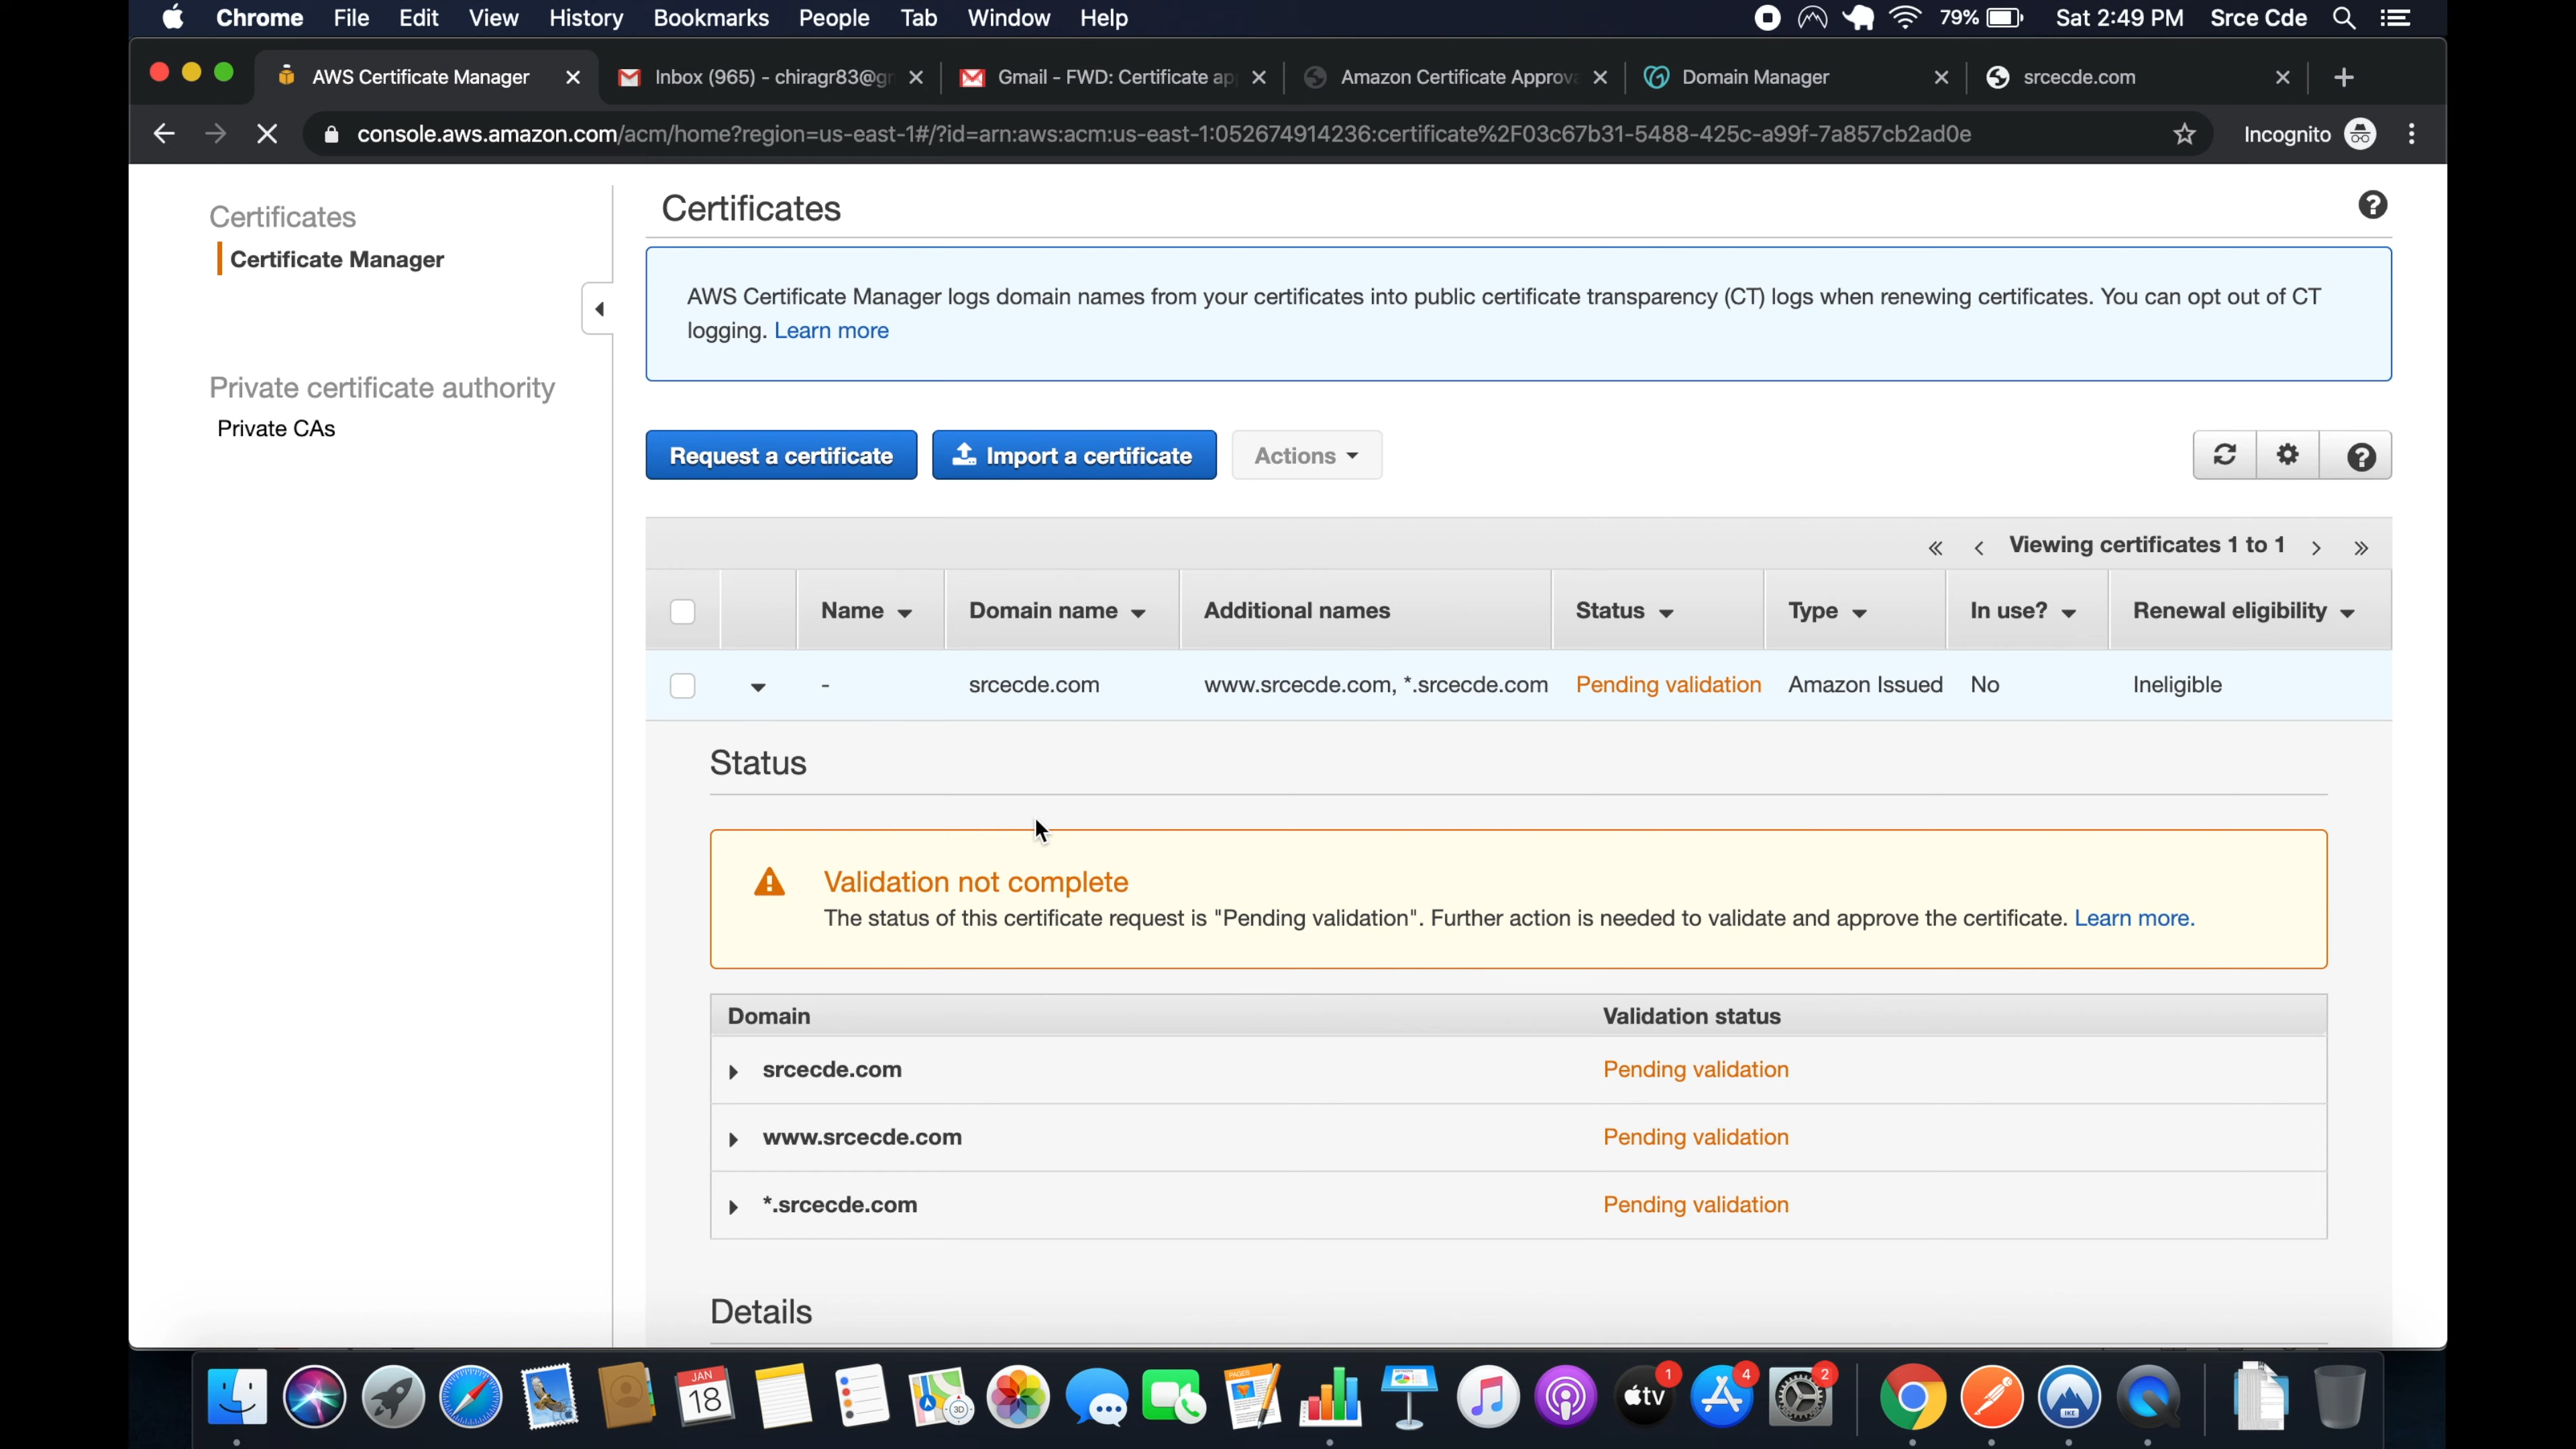 Chrome File Edit View History Bookmarks People Tab Window Help 79% Sat 2:49 PM Srce Cde
AWS Certificate Manager Inbox (965) - chiragr83@g Gmail - FWD: Certificate ap Amazon Certificate Approva Domain Manager srcecde.com
console.aws.amazon.com/acm/home?region=us-east-1#/?id=arn:aws:acm:us-east-1:052674914236:certificate%2F03c67b31-5488-425c-a99f-7a857cb2ad0e Incognito
Certificates
Certificate Manager
Private certificate authority
Private CAs
Certificates
AWS Certificate Manager logs domain names from your certificates into public certificate transparency (CT) logs when renewing certificates. You can opt out of CT
logging. Learn more
Request a certificate Import a certificate Actions
Viewing certificates 1 to 1
Name Domain name Additional names Status Type In use? Renewal eligibility
- srcecde.com www.srcecde.com, *.srcecde.com Pending validation Amazon Issued No Ineligible
Status
Validation not complete
The status of this certificate request is "Pending validation". Further action is needed to validate and approve the certificate. Learn more.
Domain Validation status
srcecde.com Pending validation
www.srcecde.com Pending validation
*.srcecde.com Pending validation
Details
JAN
18
3D
PAGES
tv
1
4
2
IKE